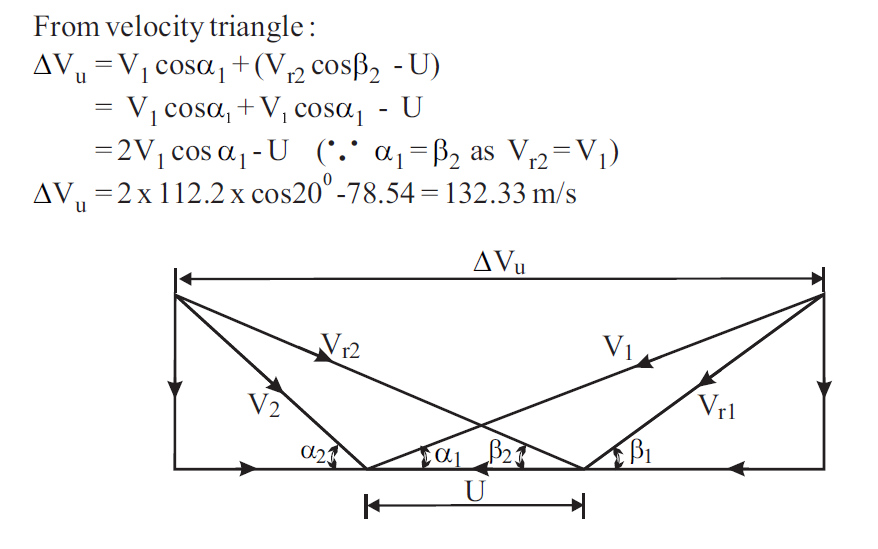 From velocity triangle :
ΔVu = V1 cosα1 + (Vr2 cosβ2 - U)
= V1 cosα1 + V1 cosα1 - U
= 2V1 cos α1 - U (∵ α1 = β2 as Vr2 = V1)
ΔVu = 2 x 112.2 x cos20⁰ - 78.54 = 132.33 m/s
ΔVu
Vr2 V1
V2 Vr1
α2 α1 β2 β1
U